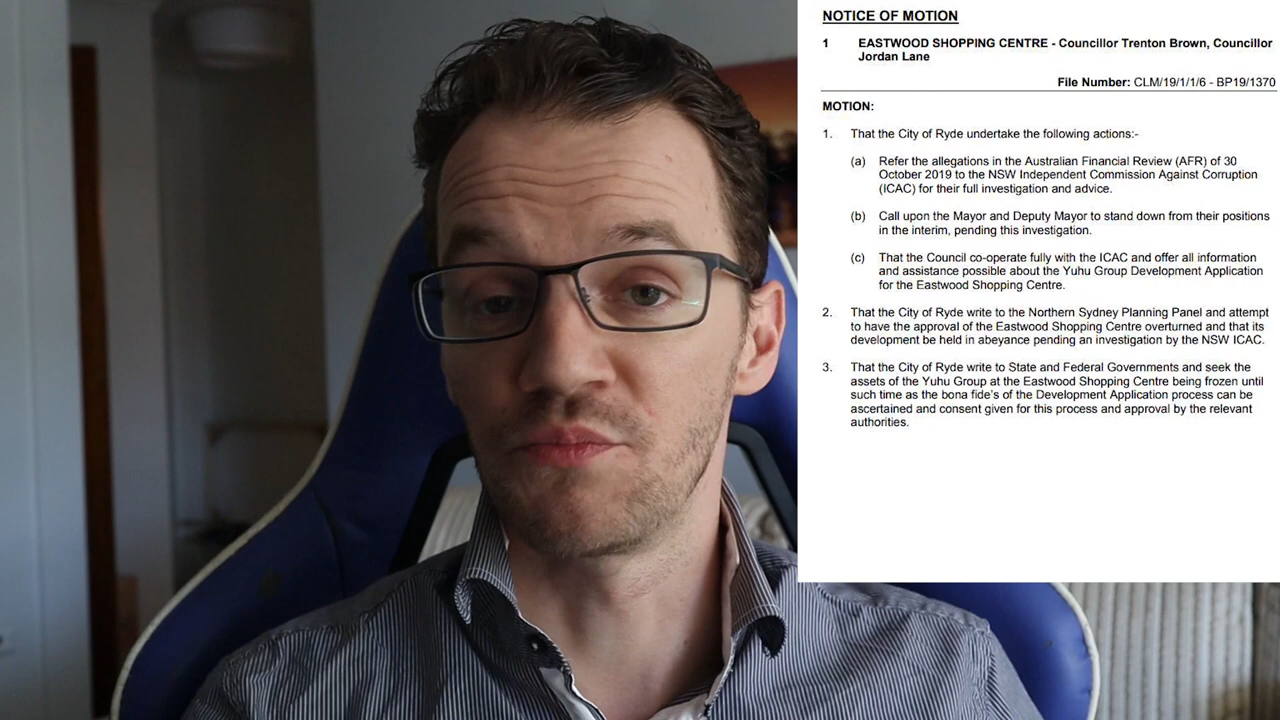 NOTICE OF MOTION
1 EASTWOOD SHOPPING CENTRE - Councillor Trenton Brown, Councillor
Jordan Lane
File Number: CLM/19/1/1/6 - BP19/1370
MOTION:
1. That the City of Ryde undertake the following actions:-
(a) Refer the allegations in the Australian Financial Review (AFR) of 30
October 2019 to the NSW Independent Commission Against Corruption
(ICAC) for their full investigation and advice.
(b) Call upon the Mayor and Deputy Mayor to stand down from their positions
in the interim, pending this investigation.
(c) That the Council co-operate fully with the ICAC and offer all information
and assistance possible about the Yuhu Group Development Application
for the Eastwood Shopping Centre.
2. That the City of Ryde write to the Northern Sydney Planning Panel and attempt
to have the approval of the Eastwood Shopping Centre overturned and that its
development be held in abeyance pending an investigation by the NSW ICAC.
3. That the City of Ryde write to State and Federal Governments and seek the
assets of the Yuhu Group at the Eastwood Shopping Centre being frozen until
such time as the bona fide's of the Development Application process can be
ascertained and consent given for this process and approval by the relevant
authorities.